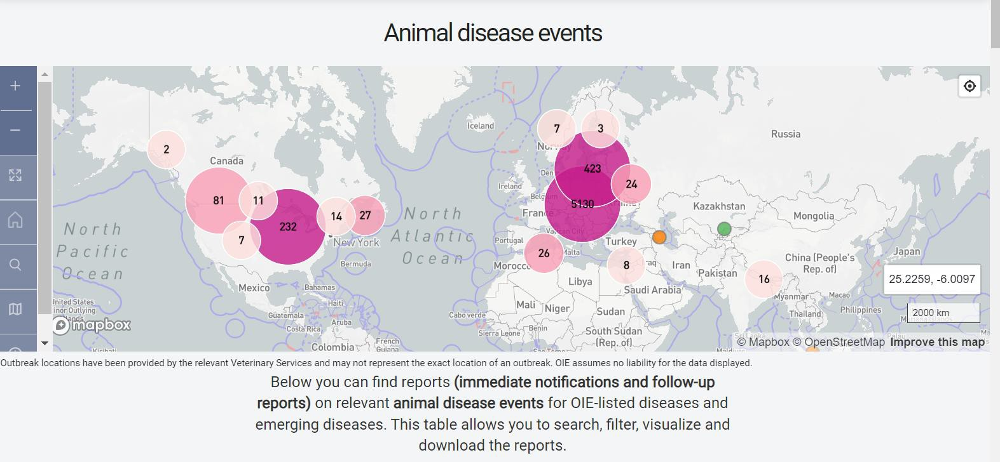 Animal disease events
Iceland
Russia
7
3
Norway
2
Canada
423
Den
24
Ireland
81
11
Belgium
5130
Ukraine
Kazakhstan
14
27
North
Atlantic
Ocean
France
Mongolia
232
North
Pacific
Ocean
7
New York
Vatican City
Portugal
Turkey
26
Malta
Bermuda
8
Iran
China (People's
Rep. of)
Japan
Morocco
Libya
Pakistan
16
25.2259, -6.0097
Mexico
Bahamas
Saudi Arabia
Myanmar
Macao
United States
Minor Outlying
Islands
Haiti
Mali
Niger
Sudan
Thailand
Philippines
2000 km
Guatemala
Cabo verde
Aruba
mapbox
Costa Rica
Sierra Leone
Benin
South Sudan
(Rep. of)
Sri Lanka
Palau
Colombia
French
Guiana
Kiribati
© Mapbox © OpenStreetMap Improve this map
Outbreak locations have been provided by the relevant Veterinary Services and may not represent the exact location of an outbreak. OIE assumes no liability for the data displayed.
Below you can find reports (immediate notifications and follow-up
reports) on relevant animal disease events for OIE-listed diseases and
emerging diseases. This table allows you to search, filter, visualize and
download the reports.